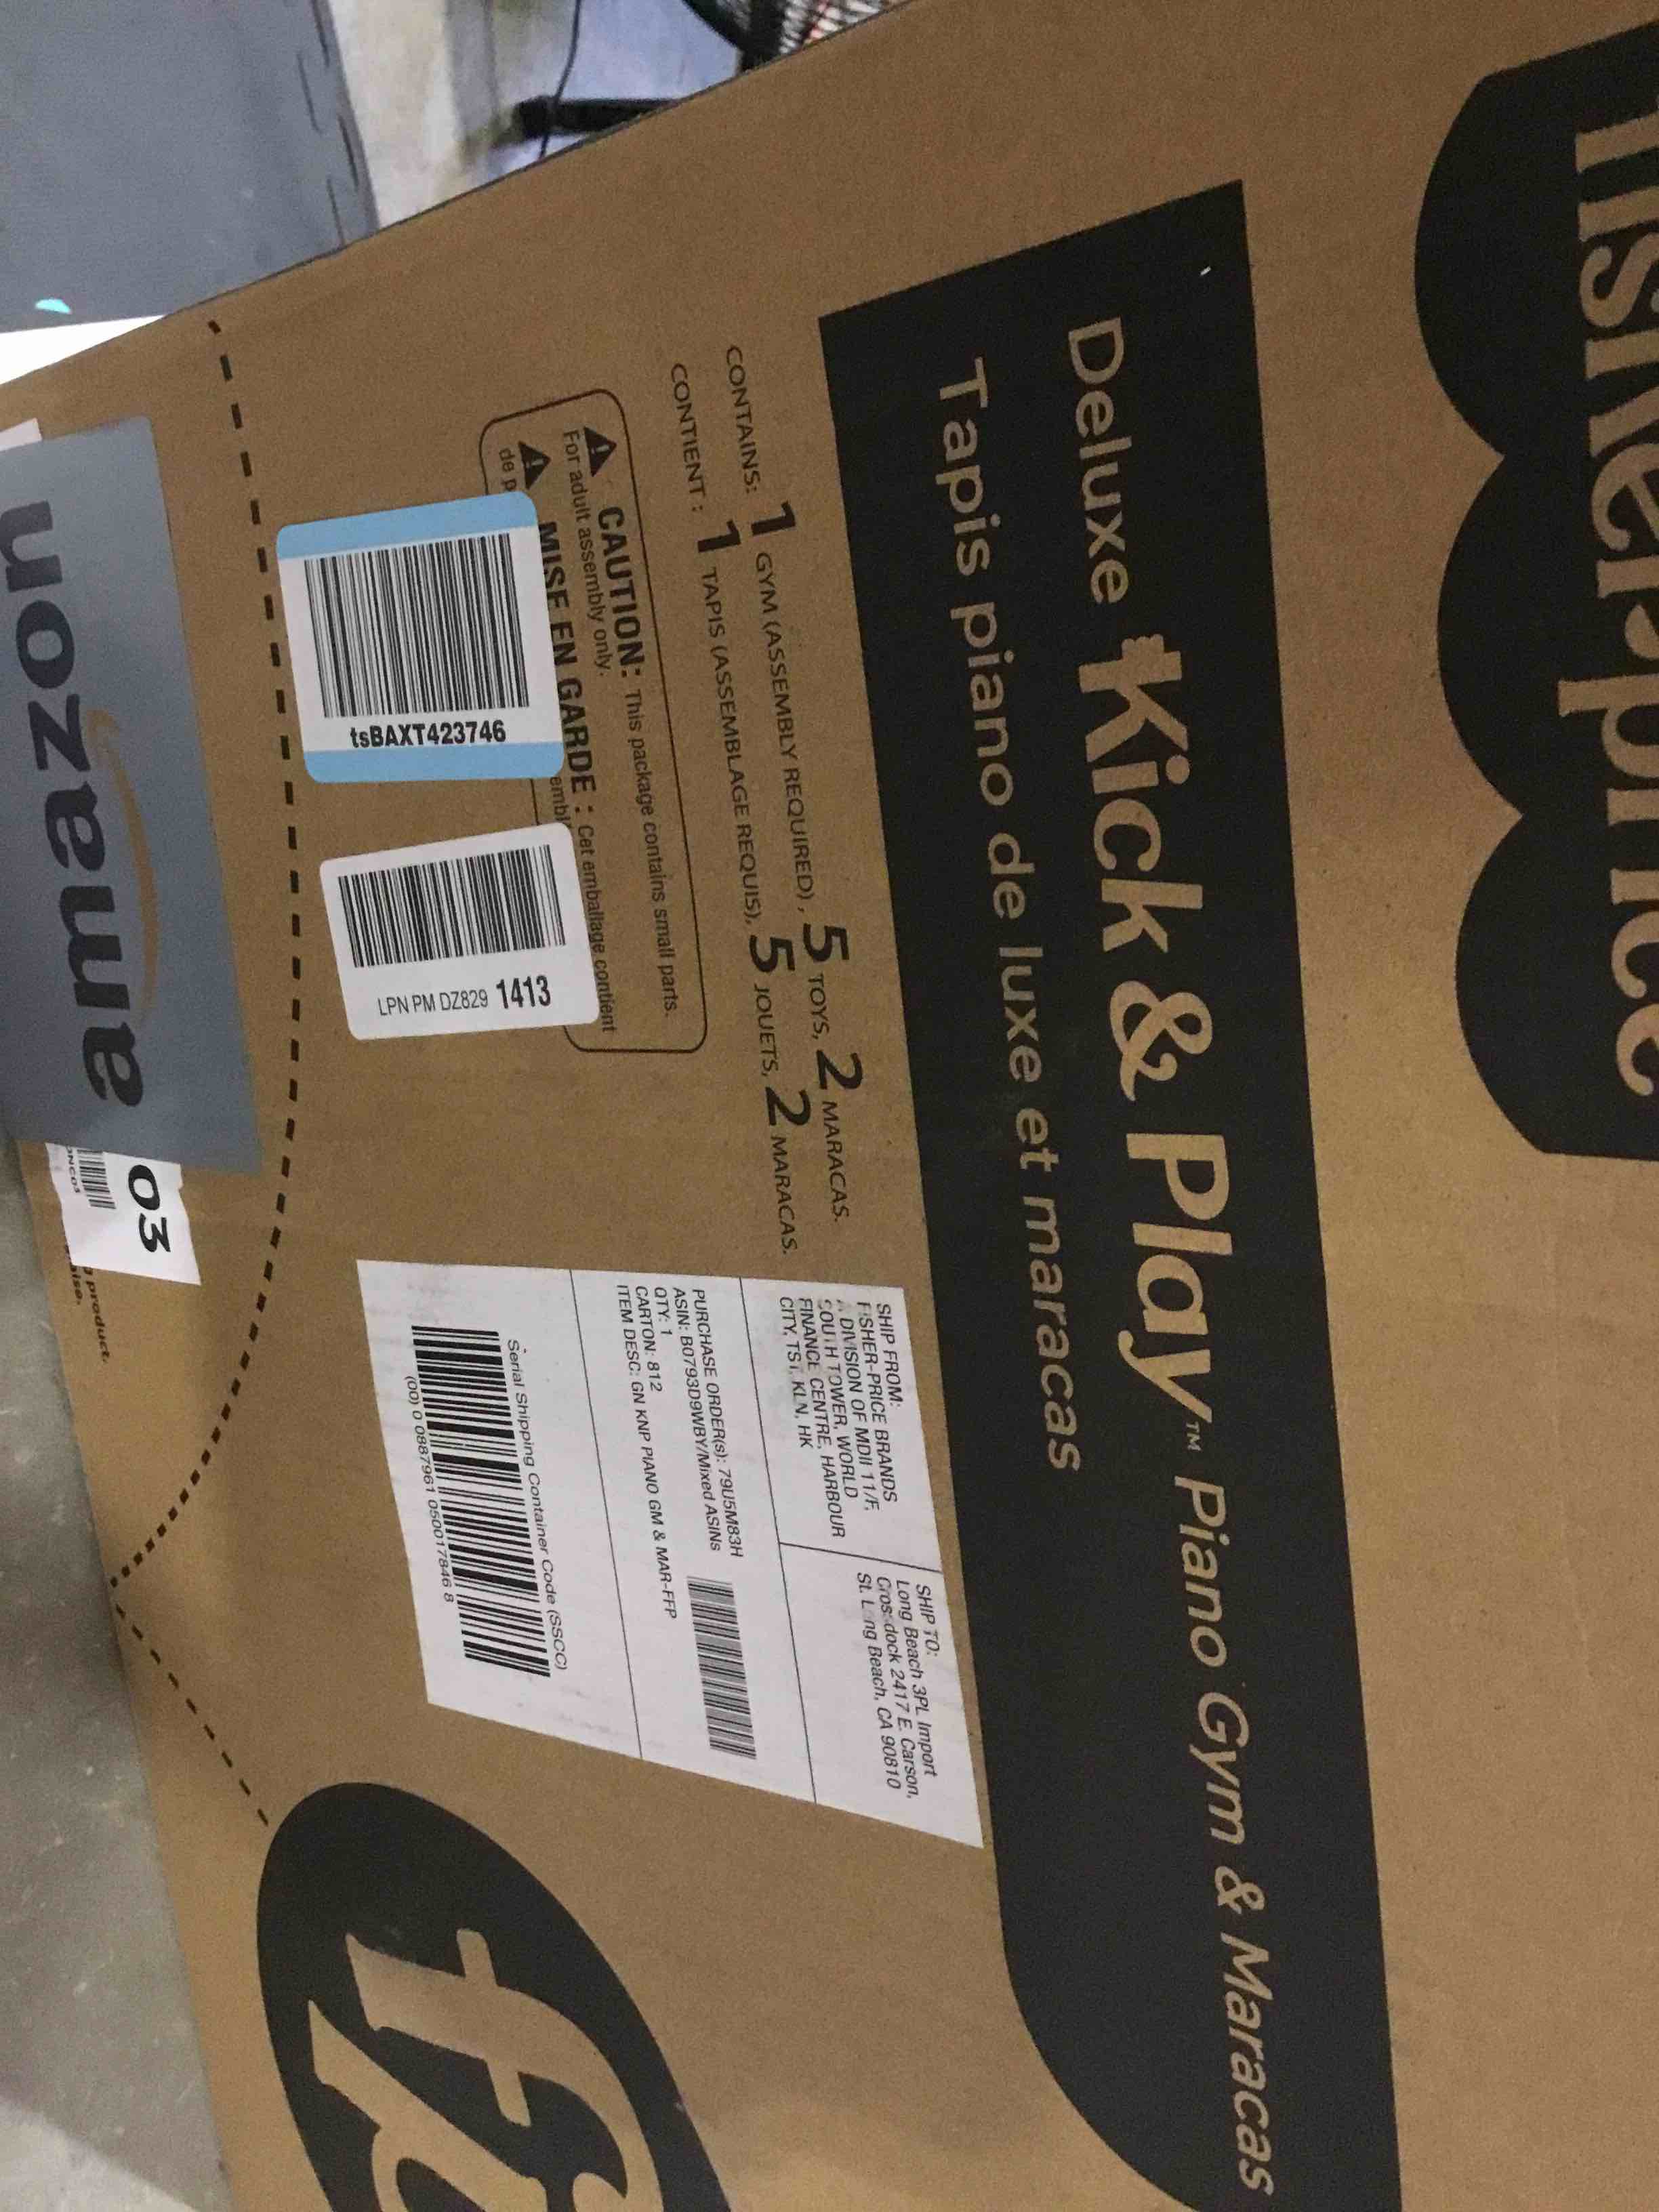 Deluxe Kick & Play™ Piano Gym & Maracas
Tapis piano de luxe et maracas
CONTAINS: 1 GYM (ASSEMBLY REQUIRED), 5 TOYS, 2 MARACAS.
CONTIENT : 1 TAPIS (ASSEMBLAGE REQUIS), 5 JOUETS, 2 MARACAS.
CAUTION: This package contains small parts.
For adult assembly only.
MISE EN GARDE : Cet emballage contient
de
tsBAXT423746
LPN PM DZ829 1413
SHIP FROM:
FISHER-PRICE BRANDS
A DIVISION OF MDII 11/F,
SOUTH TOWER, WORLD
FINANCE CENTRE, HARBOUR
CITY, TST, KLN, HK
SHIP TO:
Long Beach 3PL Import
Crossdock 2417 E. Carson,
St. Long Beach, CA 90810
PURCHASE ORDER(s): 79U5M83H
ASIN: B0793D9WBY/Mixed ASINs
QTY: 1
CARTON: 812
ITEM DESC: GN KNP PIANO GM & MAR-FFP
Serial Shipping Container Code (SSCC)
(00) 0 0887961 050017846 8
amazon
03
product.
fp